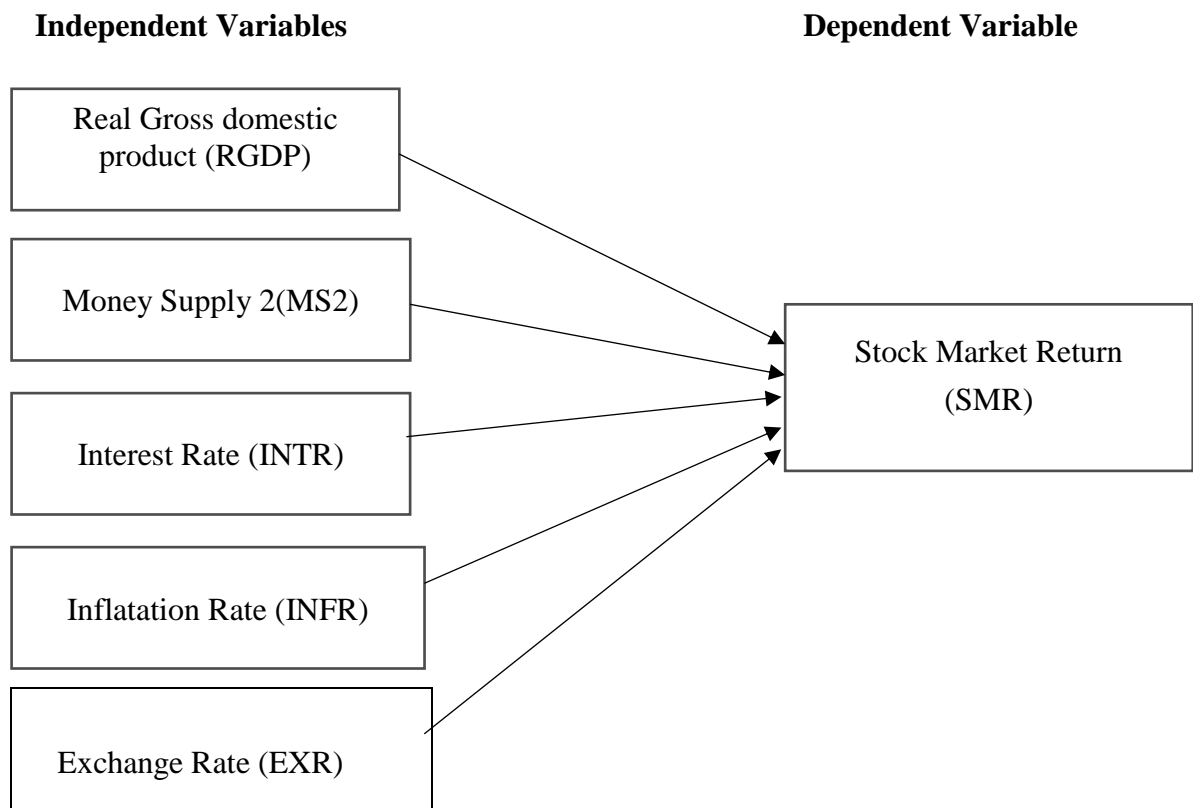 Independent Variables
Dependent Variable
Real Gross domestic
product (RGDP)
Money Supply 2(MS2)
Stock Market Return
(SMR)
Interest Rate (INTR)
Inflatation Rate (INFR)
Exchange Rate (EXR)